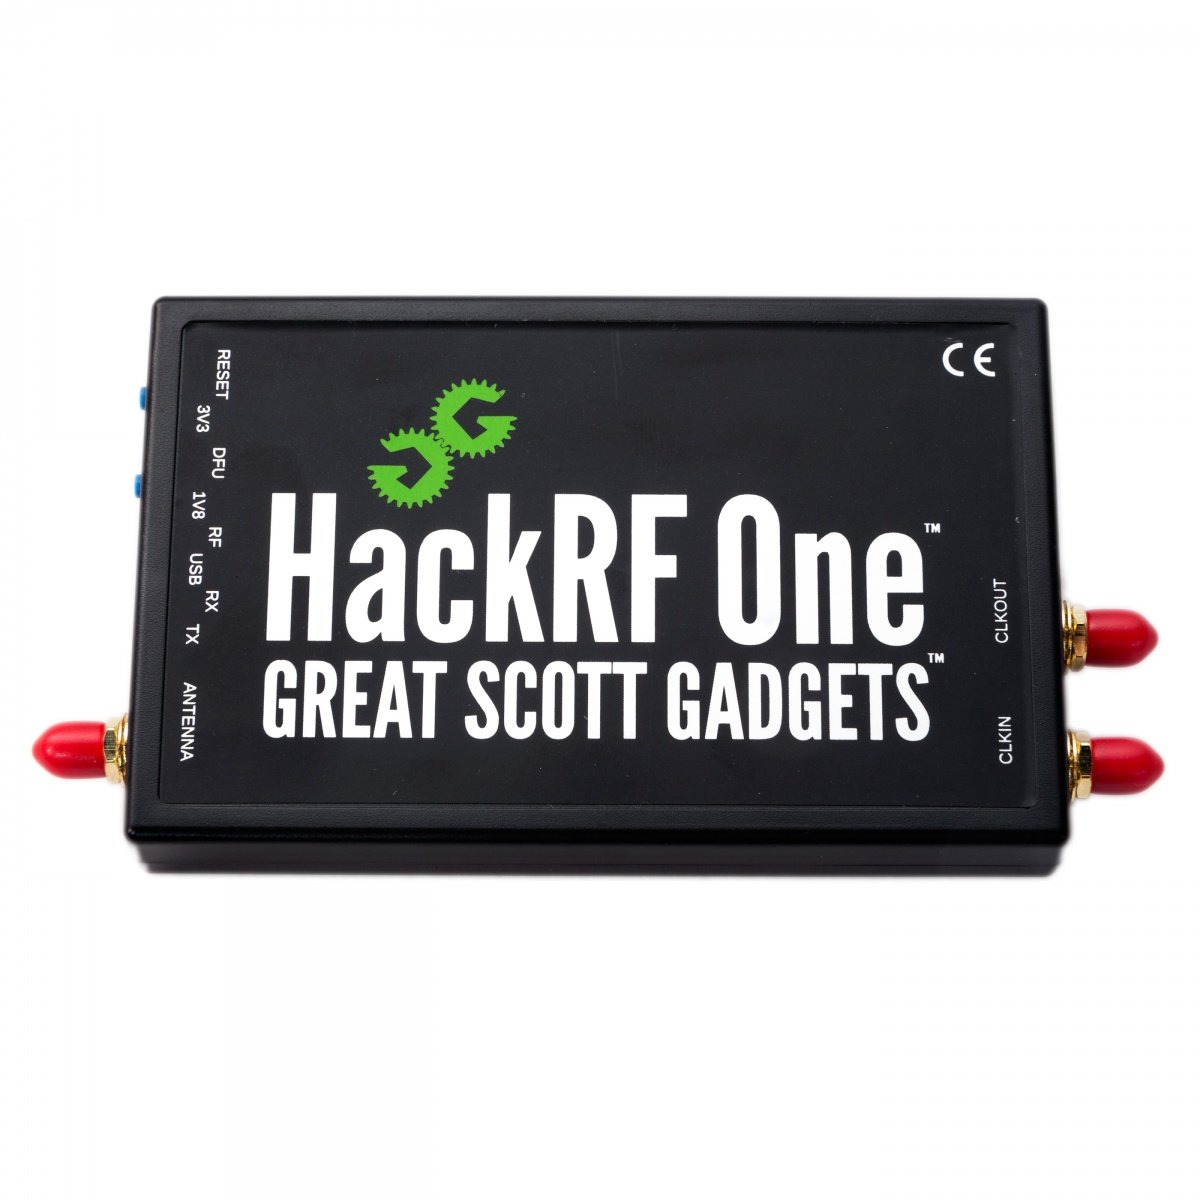 CE
RESET
3V3
DFU
1V8
RF
USB
RX
TX
ANTENNA
HackRF One™
GREAT SCOTT GADGETS™
CLKOUT
CLKIN